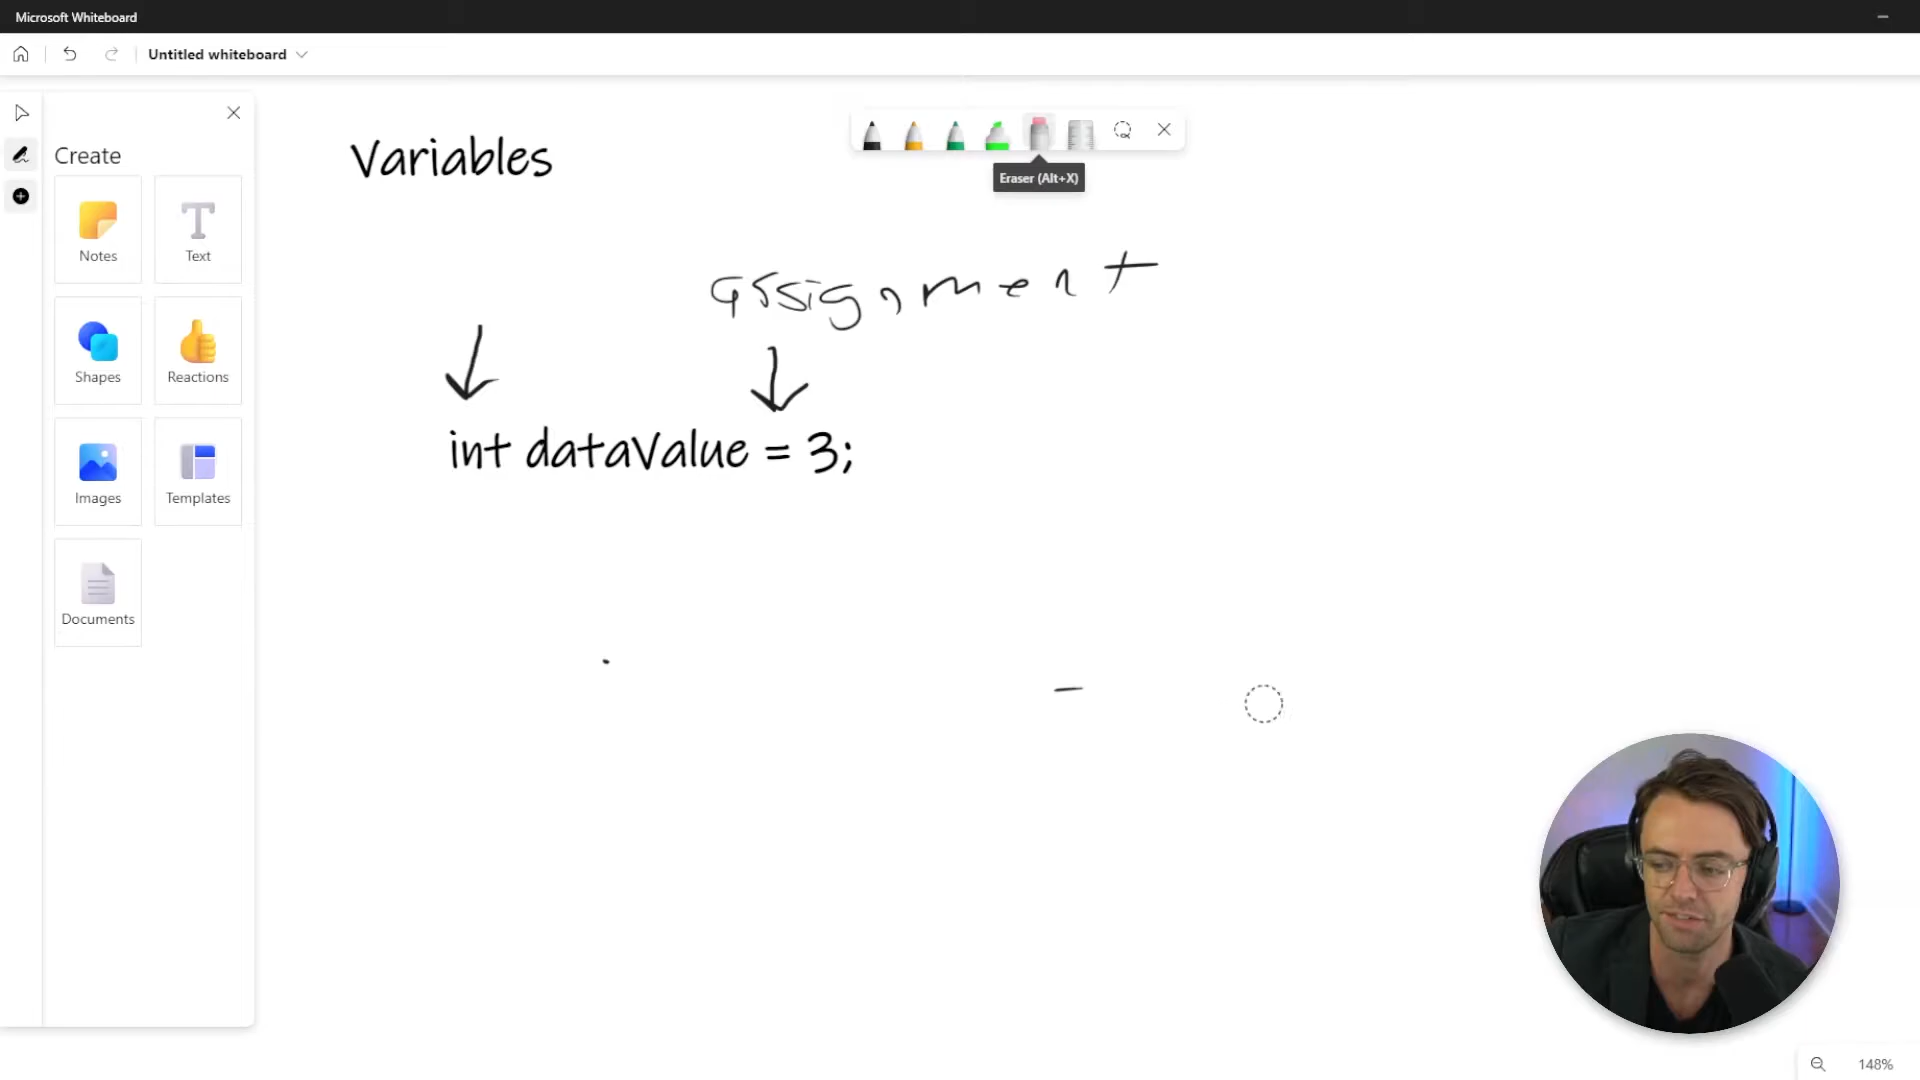 Microsoft Whiteboard
Untitled whiteboard
Create
Notes
Text
Shapes
Reactions
Images
Templates
Documents
Variables
Eraser (Alt+X)
assignment
int dataValue = 3;
148%